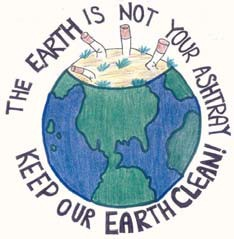 THE EARTH IS NOT YOUR ASHTRAY
KEEP OUR EARTH CLEAN!